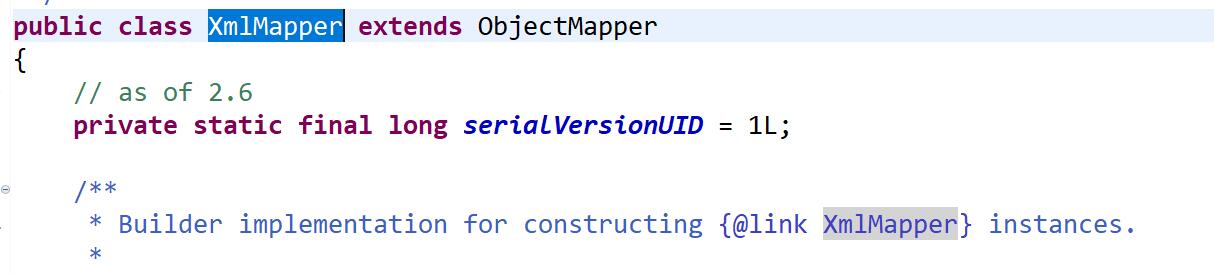 public class XmlMapper extends ObjectMapper
{
// as of 2.6
private static final long serialVersionUID = 1L;
/**
* Builder implementation for constructing {@link XmlMapper} instances.
*